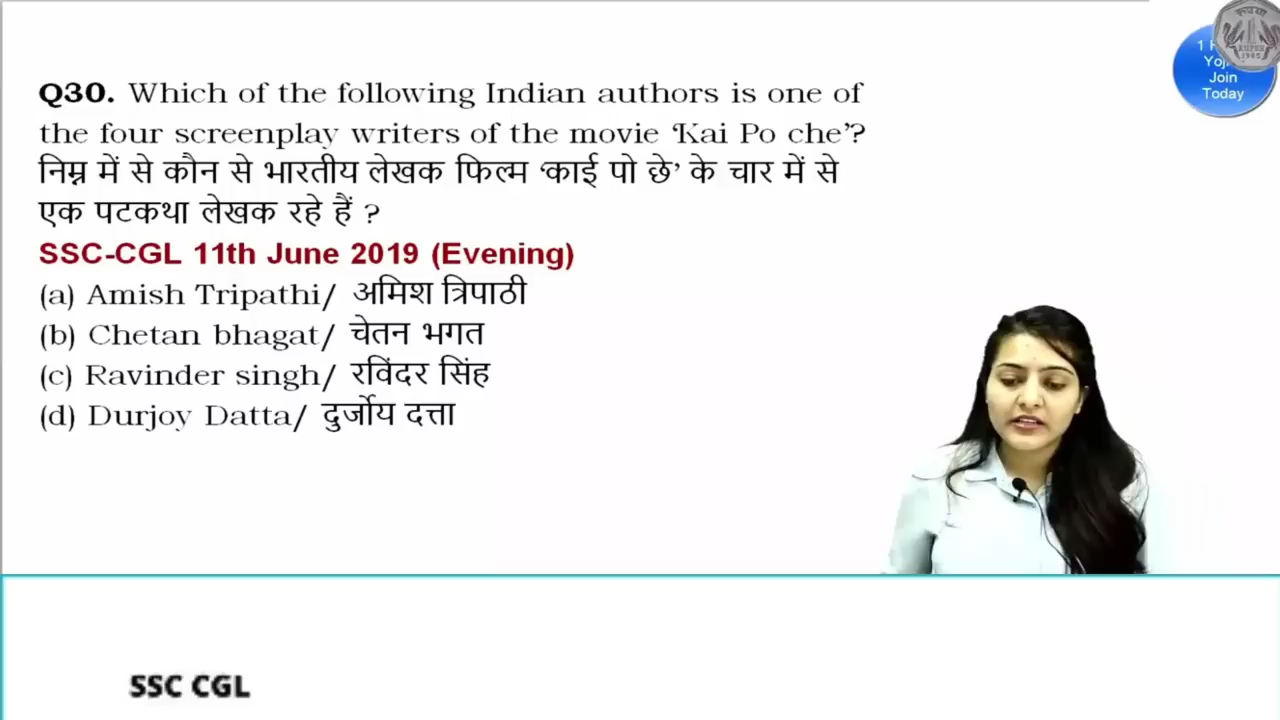 Q30. Which of the following Indian authors is one of
the four screenplay writers of the movie ‘Kai Po che’?
निम्न में से कौन से भारतीय लेखक फिल्म ‘काई पो छे’ के चार में से
एक पटकथा लेखक रहे हैं ?
SSC-CGL 11th June 2019 (Evening)
(a) Amish Tripathi/ अमिश त्रिपाठी
(b) Chetan bhagat/ चेतन भगत
(c) Ravinder singh/ रविंदर सिंह
(d) Durjoy Datta/ दुर्जोय दत्ता
1
Join
Today
SSC CGL